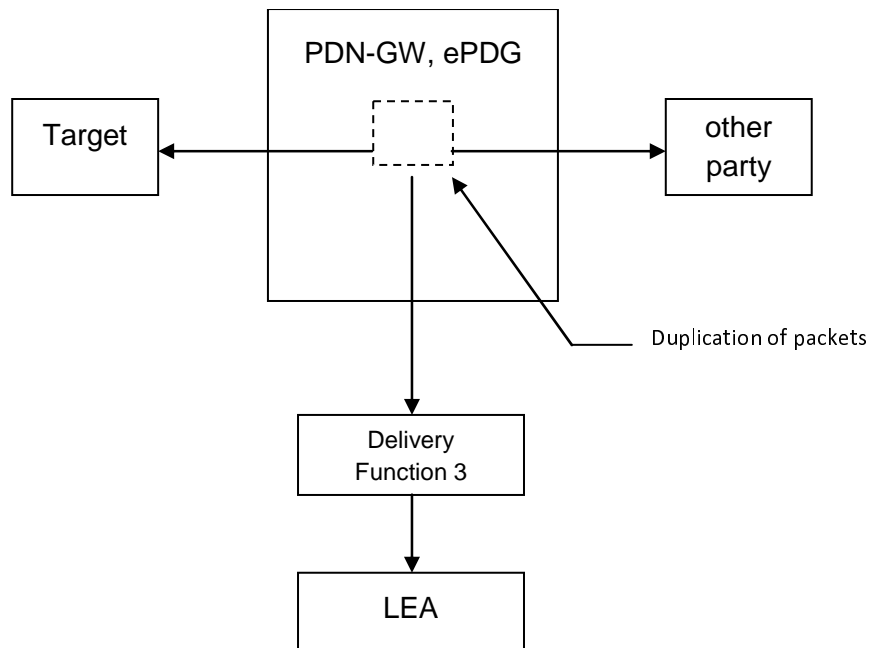 PDN-GW, ePDG
Target
other
party
Duplication of packets
Delivery
Function 3
LEA